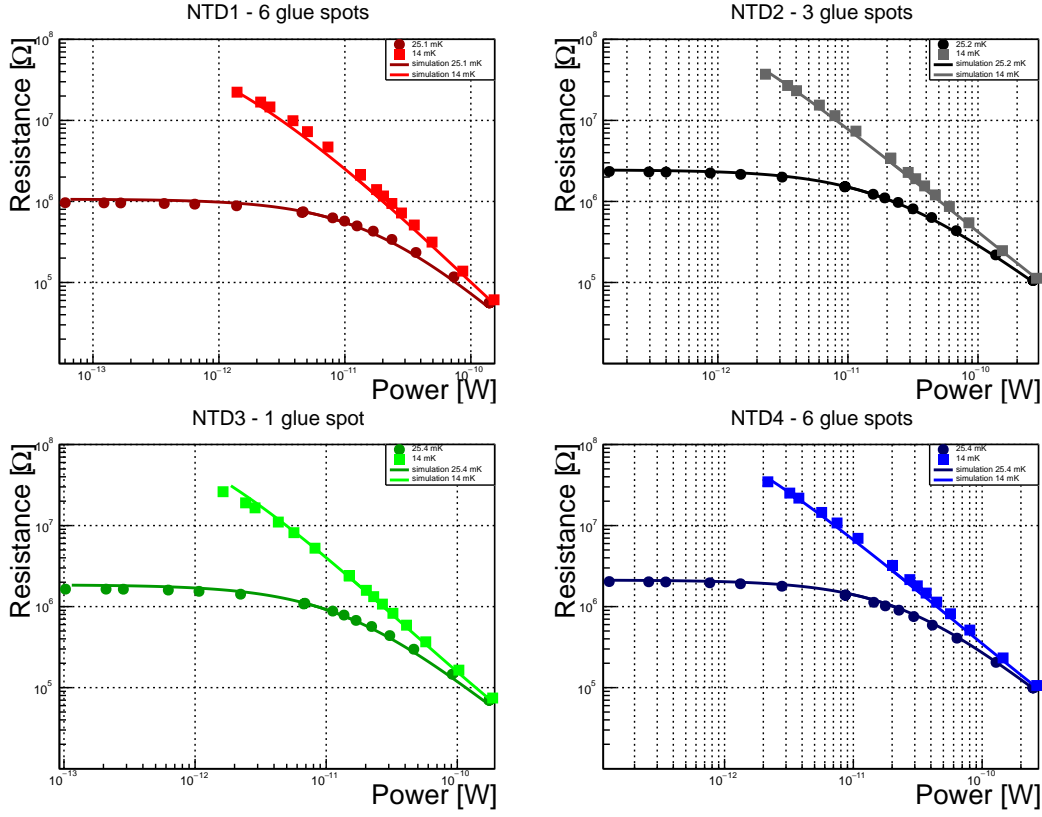 NTD1 - 6 glue spots
Resistance [Ω]
10^8
10^7
10^6
10^5
25.1 mK
14 mK
simulation 25.1 mK
simulation 14 mK
10^-13
10^-12
10^-11
10^-10
Power [W]
NTD2 - 3 glue spots
Resistance [Ω]
10^8
10^7
10^6
10^5
25.2 mK
14 mK
simulation 25.2 mK
simulation 14 mK
10^-12
10^-11
10^-10
Power [W]
NTD3 - 1 glue spot
Resistance [Ω]
10^8
10^7
10^6
10^5
25.4 mK
14 mK
simulation 25.4 mK
simulation 14 mK
10^-13
10^-12
10^-11
10^-10
Power [W]
NTD4 - 6 glue spots
Resistance [Ω]
10^8
10^7
10^6
10^5
25.4 mK
14 mK
simulation 25.4 mK
simulation 14 mK
10^-12
10^-11
10^-10
Power [W]